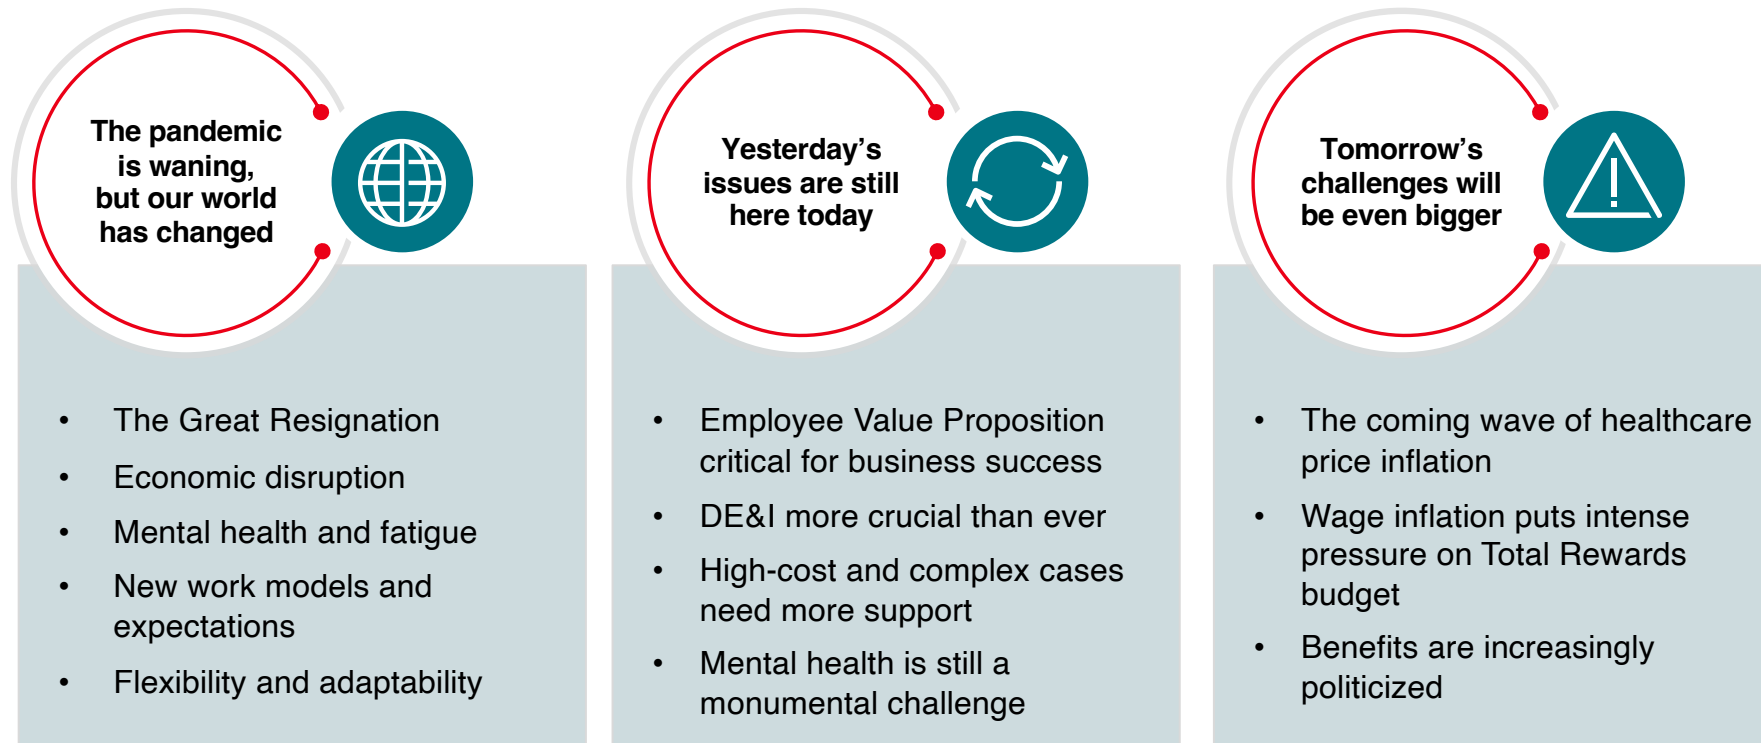 The pandemic
is waning,
but our world
has changed
• The Great Resignation
• Economic disruption
• Mental health and fatigue
• New work models and
expectations
• Flexibility and adaptability
Yesterday's
issues are still
here today
• Employee Value Proposition
critical for business success
• DE&I more crucial than ever
• High-cost and complex cases
need more support
• Mental health is still a
monumental challenge
Tomorrow's
challenges will
be even bigger
• The coming wave of healthcare
price inflation
• Wage inflation puts intense
pressure on Total Rewards
budget
• Benefits are increasingly
politicized